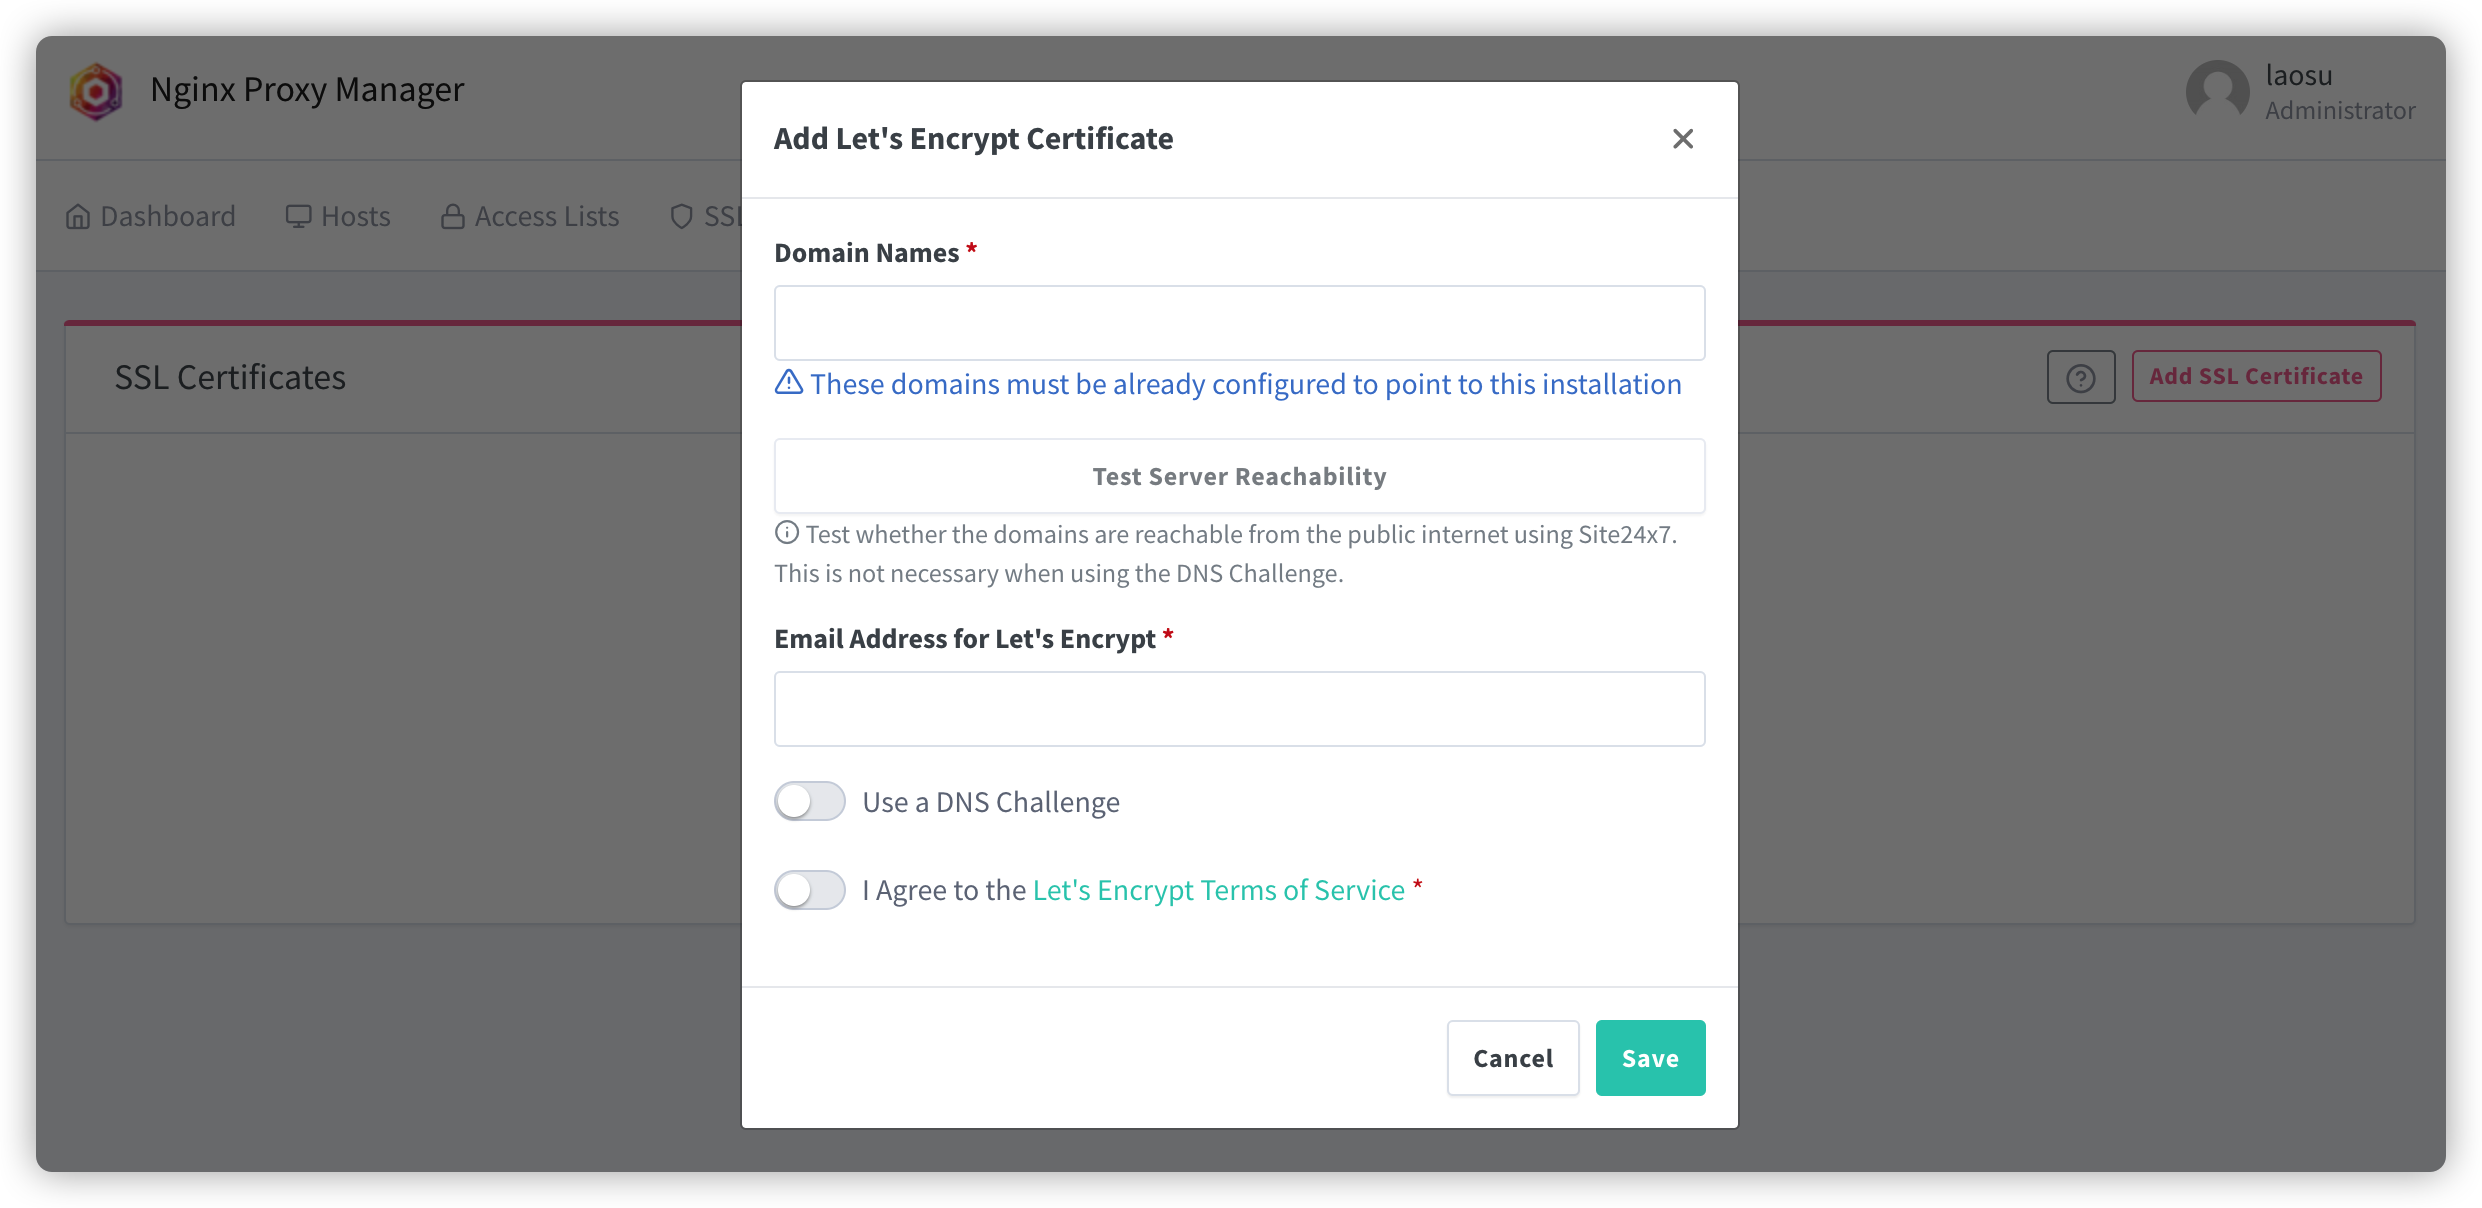 Nginx Proxy Manager
laosu
Administrator
Dashboard
Hosts
Access Lists
SSL
SSL Certificates
Add SSL Certificate
Add Let's Encrypt Certificate
Domain Names *
These domains must be already configured to point to this installation
Test Server Reachability
Test whether the domains are reachable from the public internet using Site24x7.
This is not necessary when using the DNS Challenge.
Email Address for Let's Encrypt *
Use a DNS Challenge
I Agree to the Let's Encrypt Terms of Service *
Cancel
Save